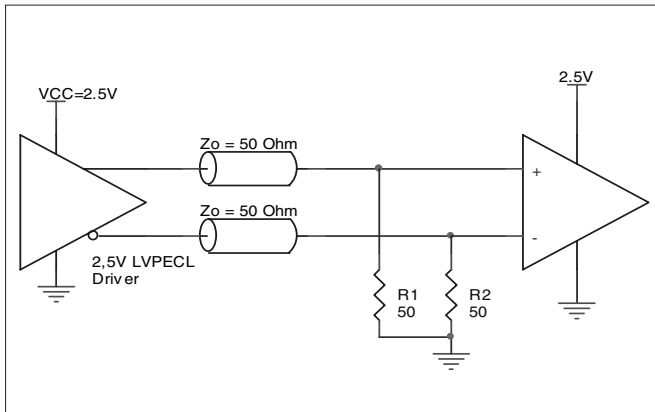 VCC=2.5V
2.5V
Zo = 50 Ohm
+
Zo = 50 Ohm
-
2,5V LVPECL
Driver
R1
50
R2
50